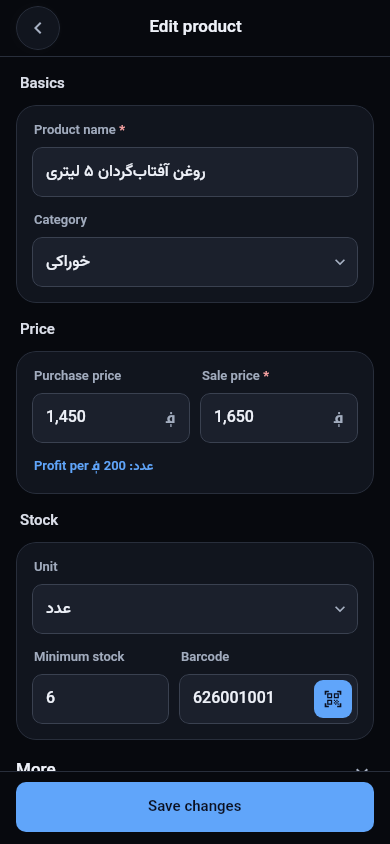 Edit product
Basics
Product name *
روغن آفتاب‌گردان ۵ لیتری
Category
خوراکی
Price
Purchase price
Sale price *
1,450 ؋
1,650 ؋
Profit per عدد: 200 ؋
Stock
Unit
عدد
Minimum stock
Barcode
6
626001001
More
Save changes